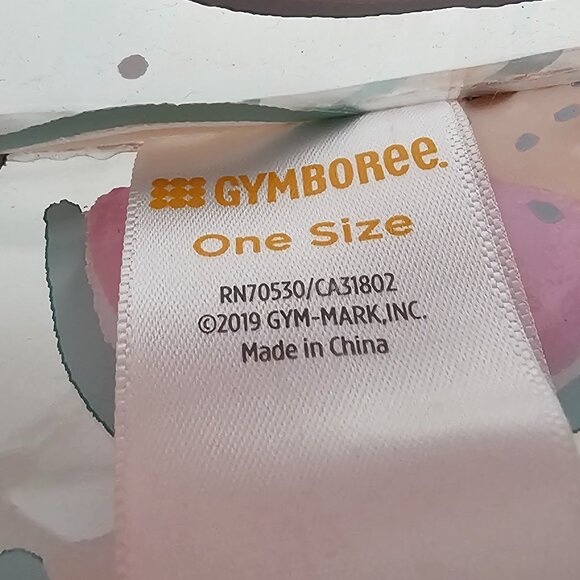 GYMBOREE.
One Size
RN70530/CA31802
©2019 GYM-MARK,INC.
Made in China